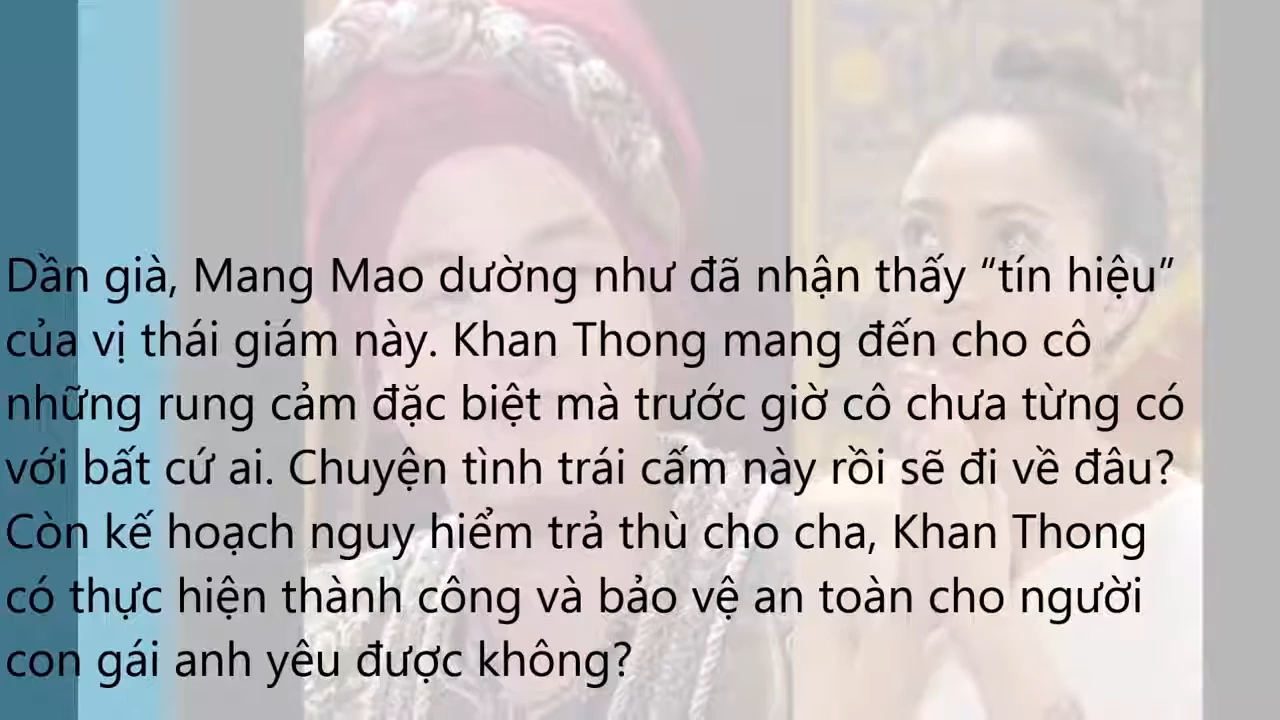 Dần già, Mang Mao dường như đã nhận thấy “tín hiệu”
của vị thái giám này. Khan Thong mang đến cho cô
những rung cảm đặc biệt mà trước giờ cô chưa từng có
với bất cứ ai. Chuyện tình trái cấm này rồi sẽ đi về đâu?
Còn kế hoạch nguy hiểm trả thù cho cha, Khan Thong
có thực hiện thành công và bảo vệ an toàn cho người
con gái anh yêu được không?